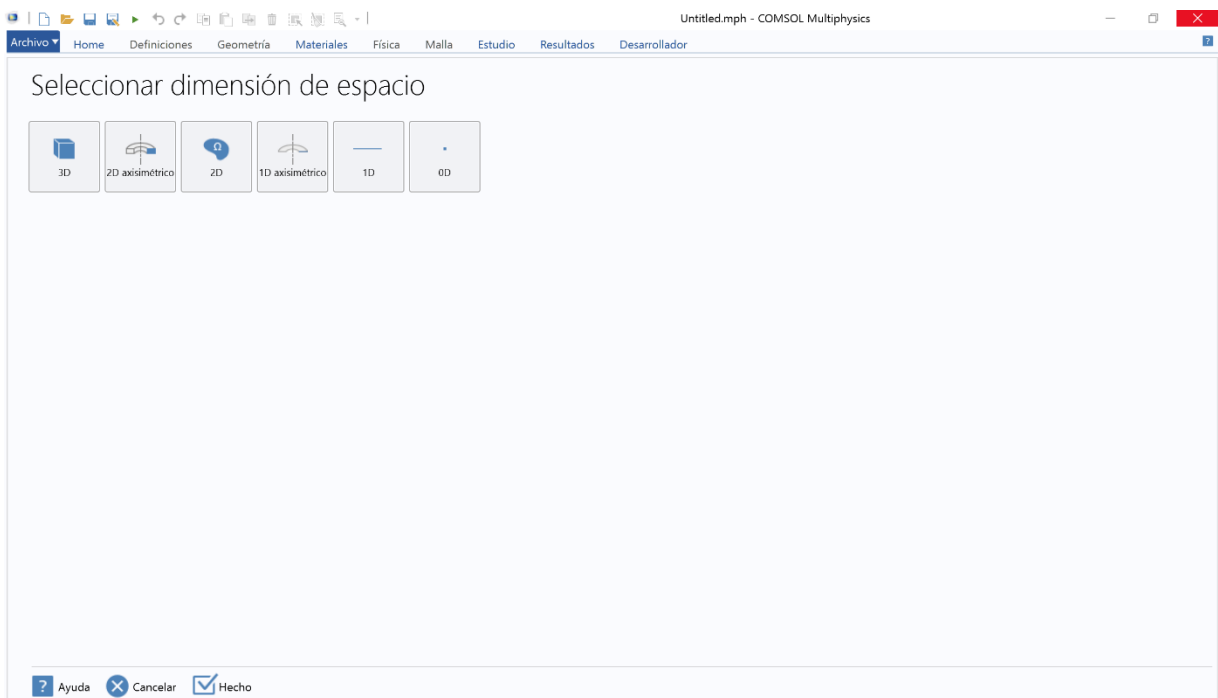 Untitled.mph - COMSOL Multiphysics
Archivo Home Definiciones Geometría Materiales Física Malla Estudio Resultados Desarrollador ?
Seleccionar dimensión de espacio
Ω
3D 2D axisimétrico 2D 1D axisimétrico 1D 0D
? Ayuda Cancelar Hecho